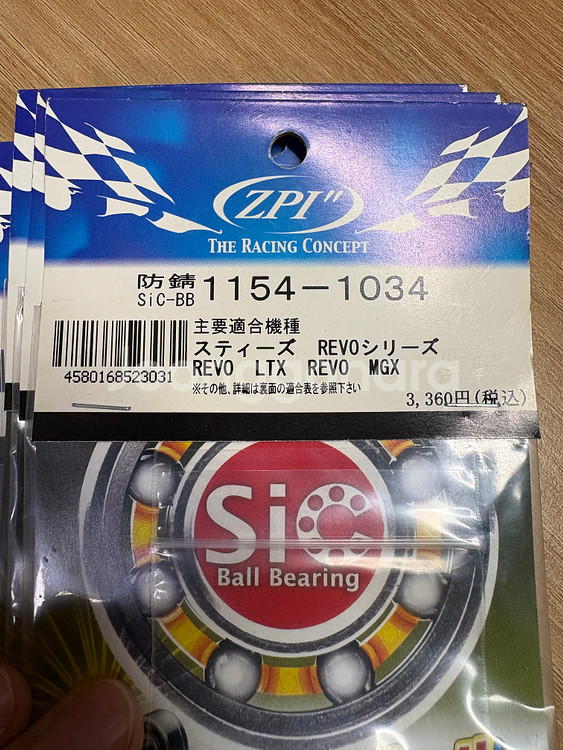 ZPI"
THE RACING CONCEPT
防錆
SiC-BB 1154-1034
主要適合機種
スティーズ REVOシリーズ
REVO LTX REVO MGX
※その他、詳細は裏面の適合表を参照下さい
4580168523031
3,360円(税込)
SiC
Ball Bearing